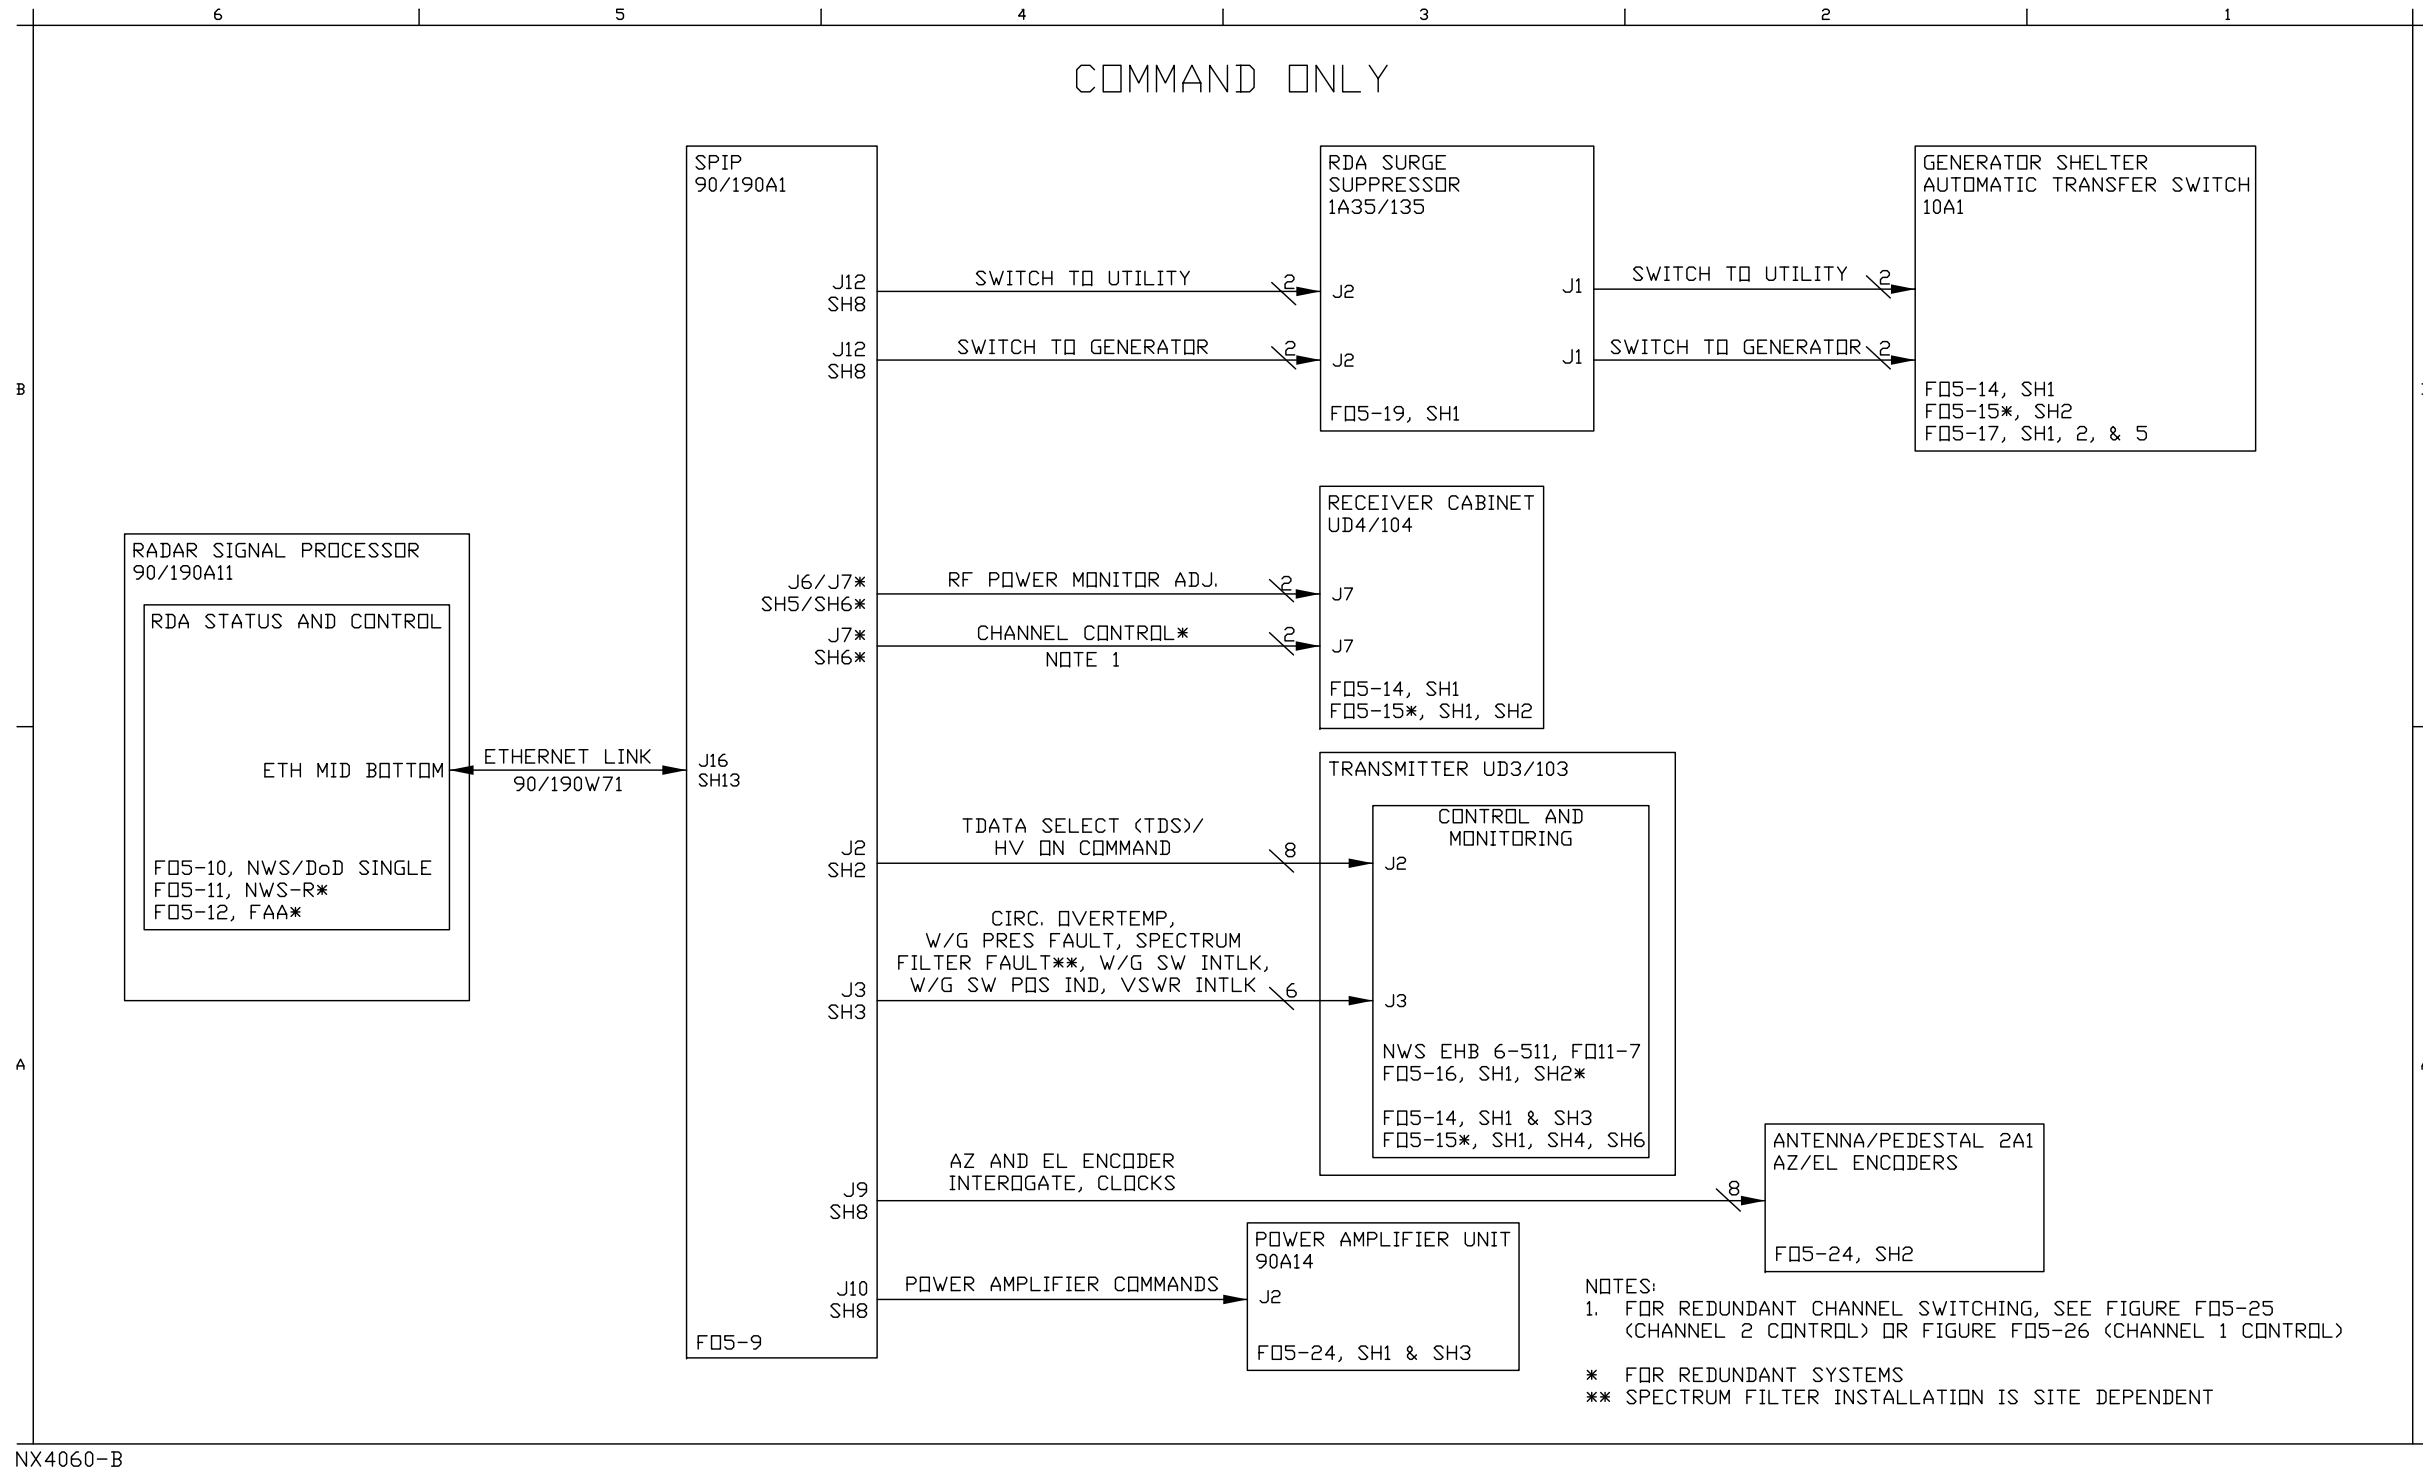 6 5 4 3 2 1
COMMAND ONLY
SPIP
90/190A1
J12
SH8
J12
SH8
J6/J7*
SH5/SH6*
J7*
SH6*
J16
SH13
J2
SH2
J3
SH3
J9
SH8
J10
SH8
FO5-9
SWITCH TO UTILITY
2
SWITCH TO GENERATOR
2
RDA SURGE
SUPPRESSOR
1A35/135
J2
J1
J2
J1
FO5-19, SH1
SWITCH TO UTILITY
2
SWITCH TO GENERATOR
2
GENERATOR SHELTER
AUTOMATIC TRANSFER SWITCH
10A1
FO5-14, SH1
FO5-15*, SH2
FO5-17, SH1, 2, & 5
B
RADAR SIGNAL PROCESSOR
90/190A11
RDA STATUS AND CONTROL
ETH MID BOTTOM
FO5-10, NWS/DoD SINGLE
FO5-11, NWS-R*
FO5-12, FAA*
ETHERNET LINK
90/190W71
RF POWER MONITOR ADJ.
2
CHANNEL CONTROL*
2
NOTE 1
RECEIVER CABINET
UD4/104
J7
J7
FO5-14, SH1
FO5-15*, SH1, SH2
TDATA SELECT (TDS)/
HV ON COMMAND
8
CIRC. OVERTEMP,
W/G PRES FAULT, SPECTRUM
FILTER FAULT**, W/G SW INTLK,
W/G SW POS IND, VSWR INTLK
6
TRANSMITTER UD3/103
CONTROL AND
MONITORING
J2
J3
NWS EHB 6-511, FO11-7
FO5-16, SH1, SH2*
FO5-14, SH1 & SH3
FO5-15*, SH1, SH4, SH6
A
AZ AND EL ENCODER
INTEROGATE, CLOCKS
8
ANTENNA/PEDESTAL 2A1
AZ/EL ENCODERS
FO5-24, SH2
POWER AMPLIFIER COMMANDS
POWER AMPLIFIER UNIT
90A14
J2
FO5-24, SH1 & SH3
NOTES:
1. FOR REDUNDANT CHANNEL SWITCHING, SEE FIGURE FO5-25
(CHANNEL 2 CONTROL) OR FIGURE FO5-26 (CHANNEL 1 CONTROL)
* FOR REDUNDANT SYSTEMS
** SPECTRUM FILTER INSTALLATION IS SITE DEPENDENT
NX4060-B